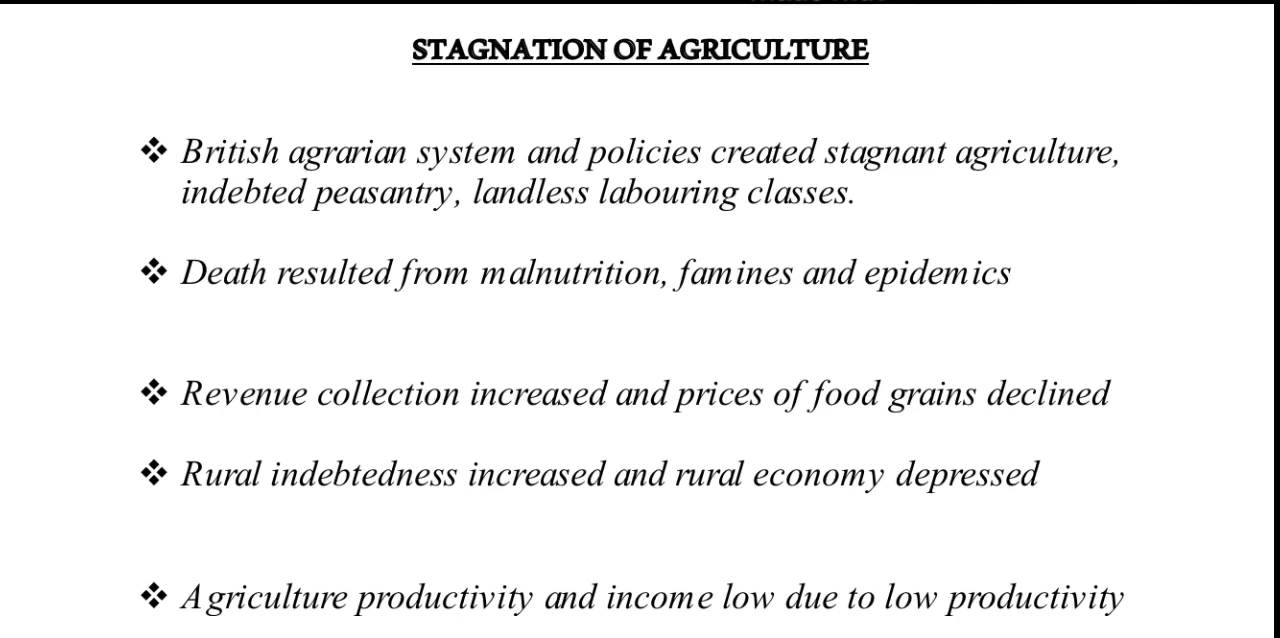 STAGNATION OF AGRICULTURE
❖ British agrarian system and policies created stagnant agriculture,
indebted peasantry, landless labouring classes.
❖ Death resulted from malnutrition, famines and epidemics
❖ Revenue collection increased and prices of food grains declined
❖ Rural indebtedness increased and rural economy depressed
❖ Agriculture productivity and income low due to low productivity